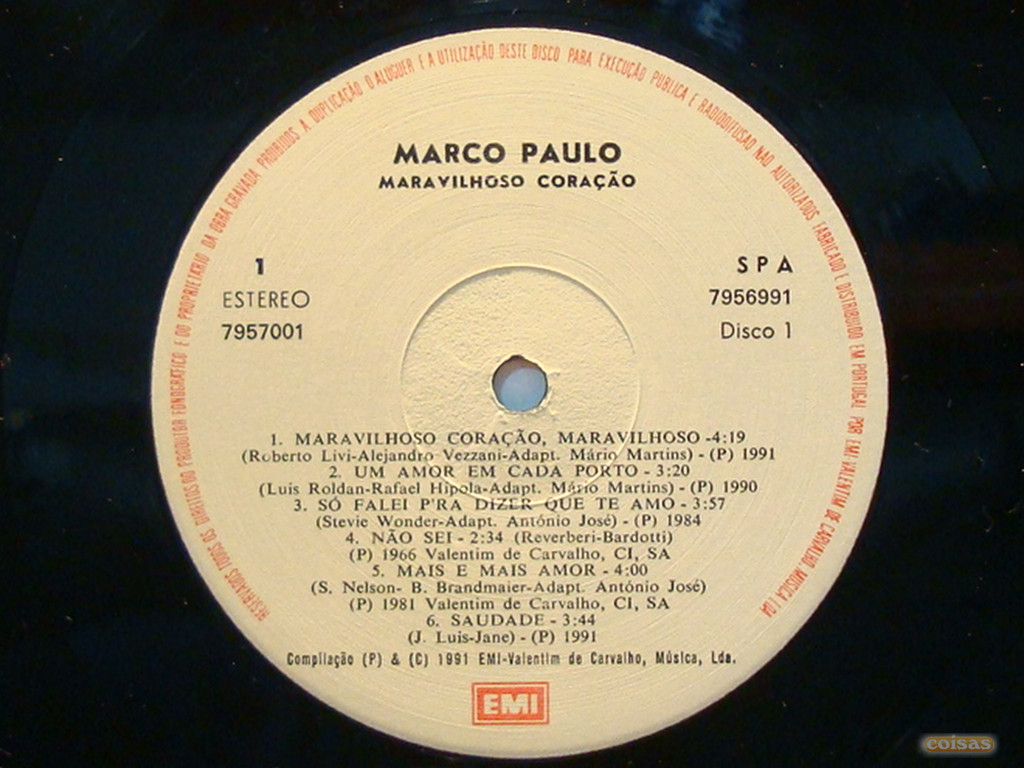 RESERVADOS TODOS OS DIREITOS DO PRODUTOR FONOGRÁFICO E DO PROPRIETÁRIO DA OBRA GRAVADA PROIBIDOS A DUPLICAÇÃO O ALUGUER E A UTILIZAÇÃO DESTE DISCO PARA EXECUÇÃO PUBLICA E RADIODIFUSÃO NÃO AUTORIZADOS FABRICADO E DISTRIBUIDO EM PORTUGAL POR EMI-VALENTIM DE CARVALHO, MÚSICA LDA
MARCO PAULO
MARAVILHOSO CORAÇÃO
1
ESTEREO
7957001
SPA
7956991
Disco 1
1. MARAVILHOSO CORAÇÃO, MARAVILHOSO -4:19
(Roberto Livi-Alejandro Vezzani-Adapt. Mário Martins) - (P) 1991
2. UM AMOR EM CADA PORTO - 3:20
(Luis Roldan-Rafael Hipola-Adapt. Mário Martins) - (P) 1990
3. SÓ FALEI P'RA DIZER QUE TE AMO - 3:57
(Stevie Wonder-Adapt. António José) - (P) 1984
4. NÃO SEI - 2:34 (Reverberi-Bardotti)
(P) 1966 Valentim de Carvalho, CI, SA
5. MAIS E MAIS AMOR - 4:00
(S. Nelson- B. Brandmaier-Adapt. António José)
(P) 1981 Valentim de Carvalho, CI, SA
6. SAUDADE - 3:44
(J. Luis-Jane) - (P) 1991
Compilação (P) & (C) 1991 EMI-Valentim de Carvalho, Música, Lda.
EMI
coisas